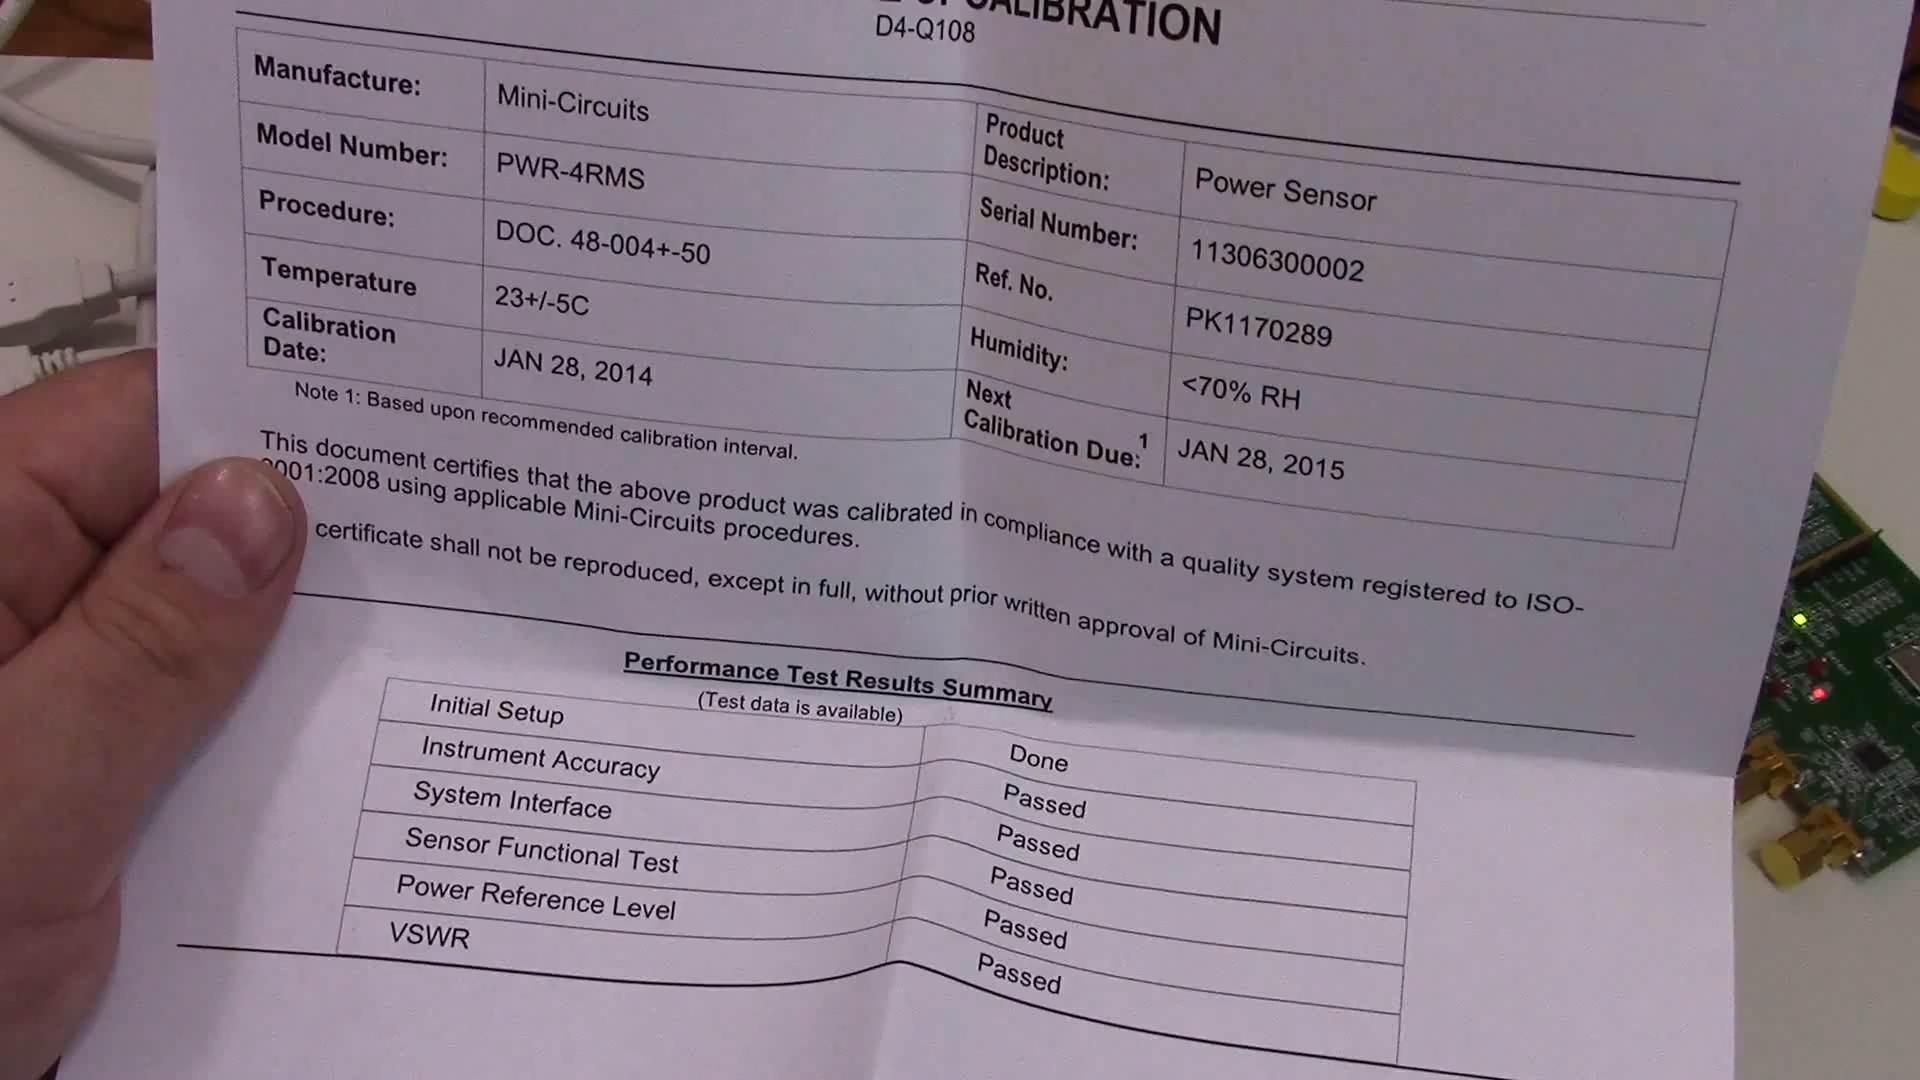 CALIBRATION
D4-Q108
Manufacture: Mini-Circuits
Product Description: Power Sensor
Model Number: PWR-4RMS
Serial Number: 11306300002
Procedure: DOC. 48-004+-50
Ref. No. PK1170289
Temperature 23+/-5C
Humidity: <70% RH
Calibration Date: JAN 28, 2014
Next Calibration Due: 1 JAN 28, 2015
Note 1: Based upon recommended calibration interval.
This document certifies that the above product was calibrated in compliance with a quality system registered to ISO-
9001:2008 using applicable Mini-Circuits procedures.
certificate shall not be reproduced, except in full, without prior written approval of Mini-Circuits.
Performance Test Results Summary
(Test data is available)
Initial Setup Done
Instrument Accuracy Passed
System Interface Passed
Sensor Functional Test Passed
Power Reference Level Passed
VSWR Passed